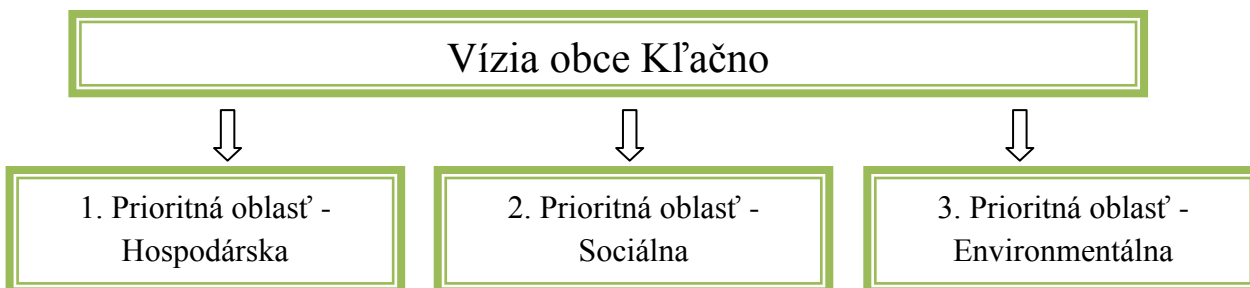 Vízia obce Kľačno
1. Prioritná oblasť -
Hospodárska
2. Prioritná oblasť -
Sociálna
3. Prioritná oblasť -
Environmentálna